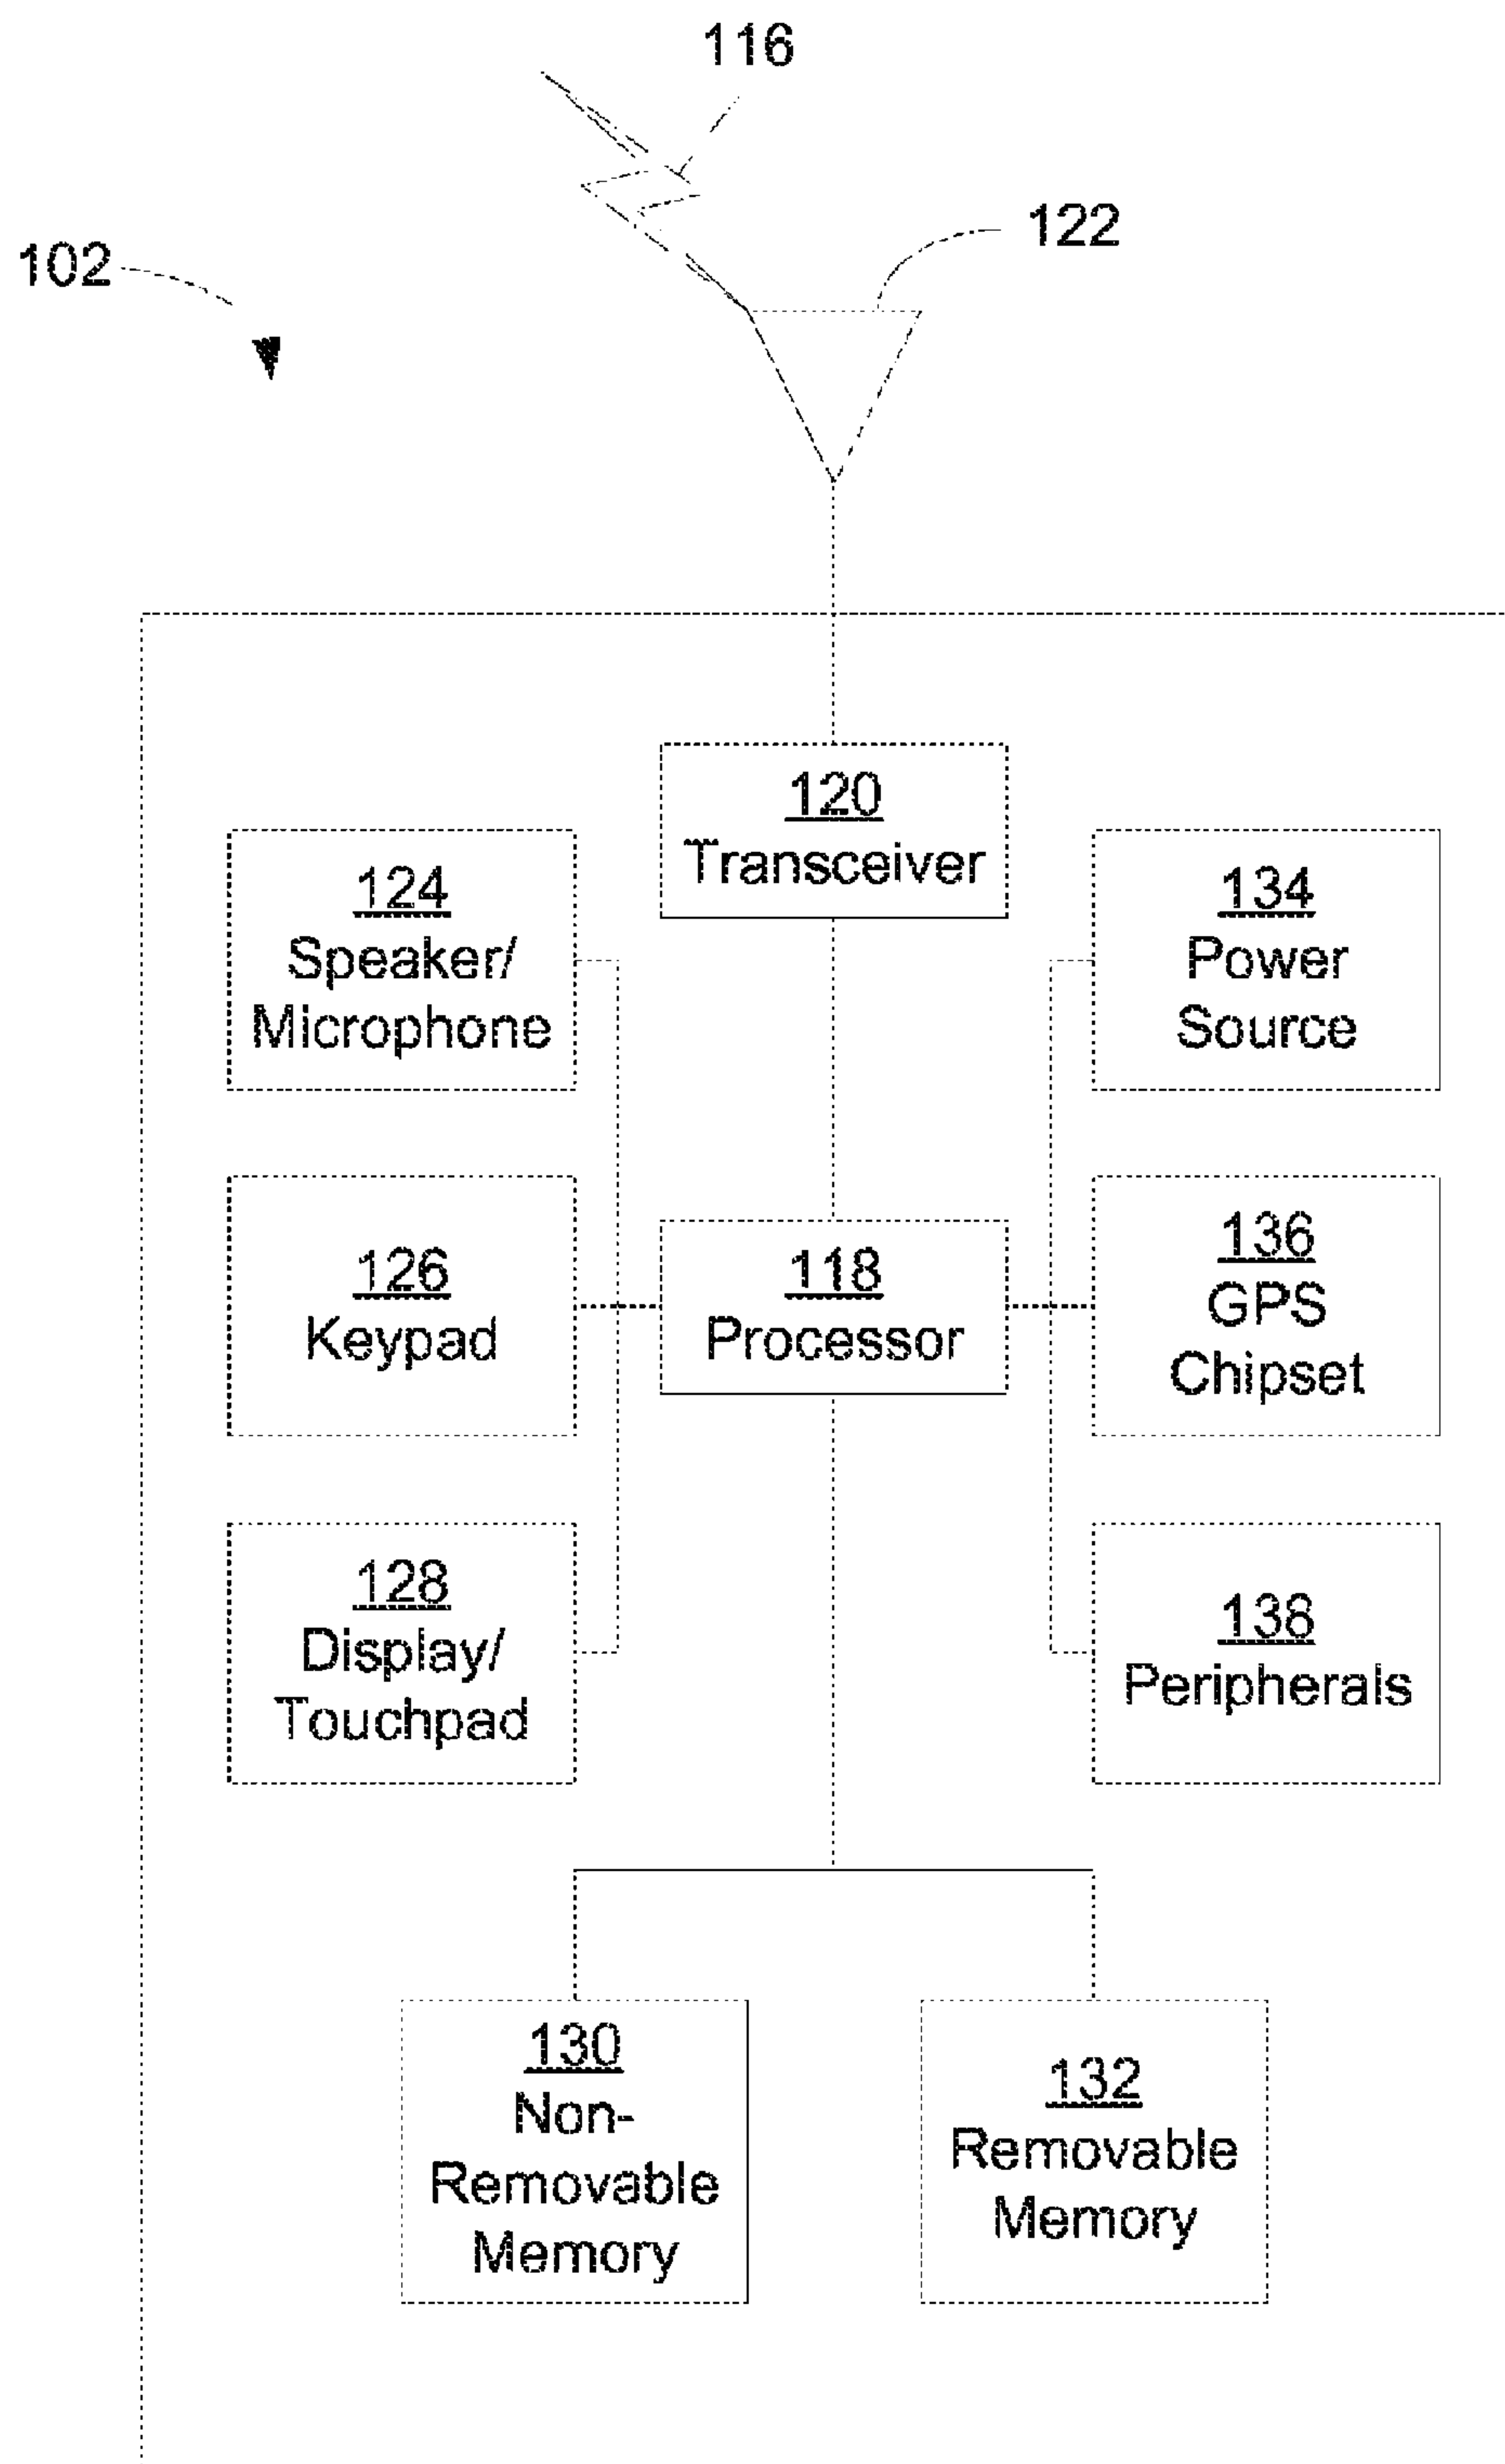 116
122
102
120
Transceiver
124
Speaker/
Microphone
134
Power
Source
126
Keypad
118
Processor
136
GPS
Chipset
128
Display/
Touchpad
138
Peripherals
130
Non-
Removable
Memory
132
Removable
Memory